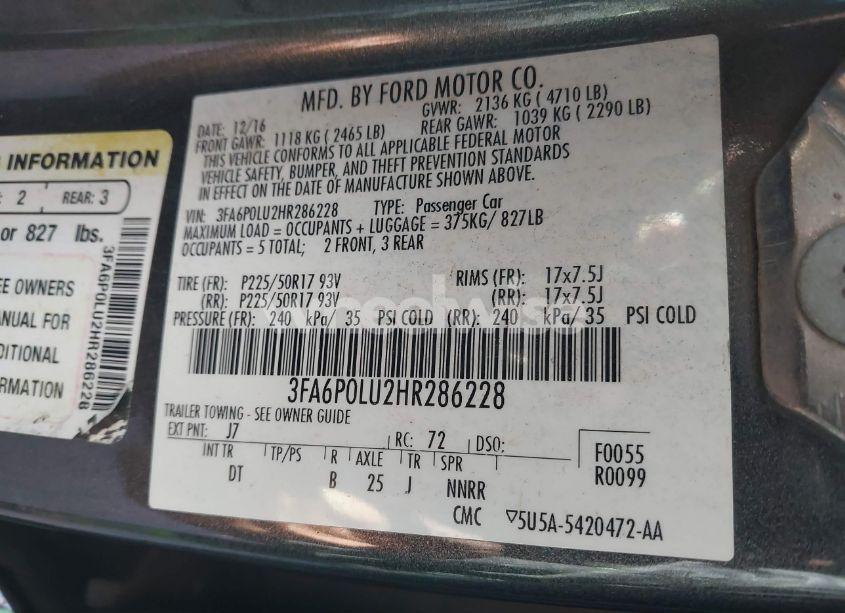 MFD. BY FORD MOTOR CO.
DATE: 12/16 GVWR: 2136 KG ( 4710 LB)
FRONT GAWR: 1118 KG ( 2465 LB) REAR GAWR: 1039 KG ( 2290 LB)
THIS VEHICLE CONFORMS TO ALL APPLICABLE FEDERAL MOTOR
VEHICLE SAFETY, BUMPER, AND THEFT PREVENTION STANDARDS
IN EFFECT ON THE DATE OF MANUFACTURE SHOWN ABOVE.
VIN: 3FA6P0LU2HR286228 TYPE: Passenger Car
MAXIMUM LOAD = OCCUPANTS + LUGGAGE = 375KG/ 827LB
OCCUPANTS = 5 TOTAL; 2 FRONT, 3 REAR
TIRE (FR): P225/50R17 93V RIMS (FR): 17x7.5J
(RR): P225/50R17 93V (RR): 17x7.5J
PRESSURE (FR): 240 kPa/ 35 PSI COLD (RR): 240 kPa/ 35 PSI COLD
3FA6P0LU2HR286228
TRAILER TOWING - SEE OWNER GUIDE
EXT PNT: J7 RC: 72 DSO:
INT TR TP/PS R AXLE TR SPR
DT B 25 J NNRR
F0055
R0099
CMC ▽5U5A-5420472-AA
INFORMATION
: 2 REAR: 3
or 827 lbs.
EE OWNERS
ANUAL FOR
DITIONAL
RMATION
3FA6P0LU2HR286228